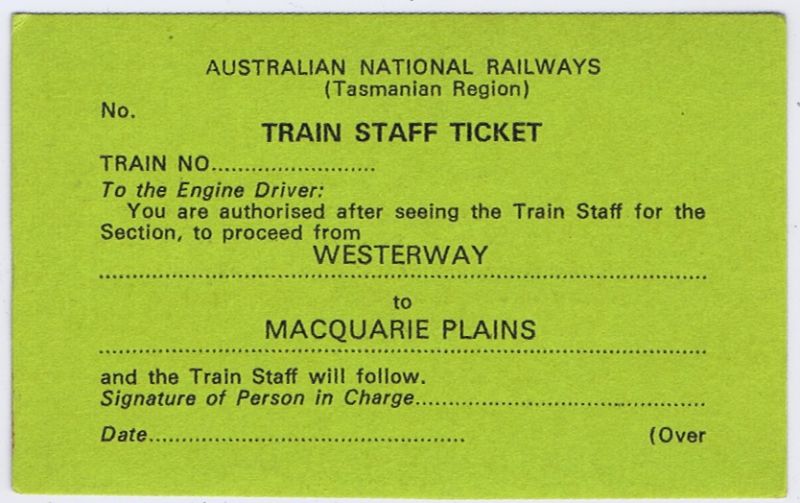 AUSTRALIAN NATIONAL RAILWAYS
(Tasmanian Region)
No.
TRAIN STAFF TICKET
TRAIN NO.........................
To the Engine Driver:
You are authorised after seeing the Train Staff for the
Section, to proceed from
WESTERWAY
to
MACQUARIE PLAINS
and the Train Staff will follow.
Signature of Person in Charge.............................................
Date.................................................. (Over